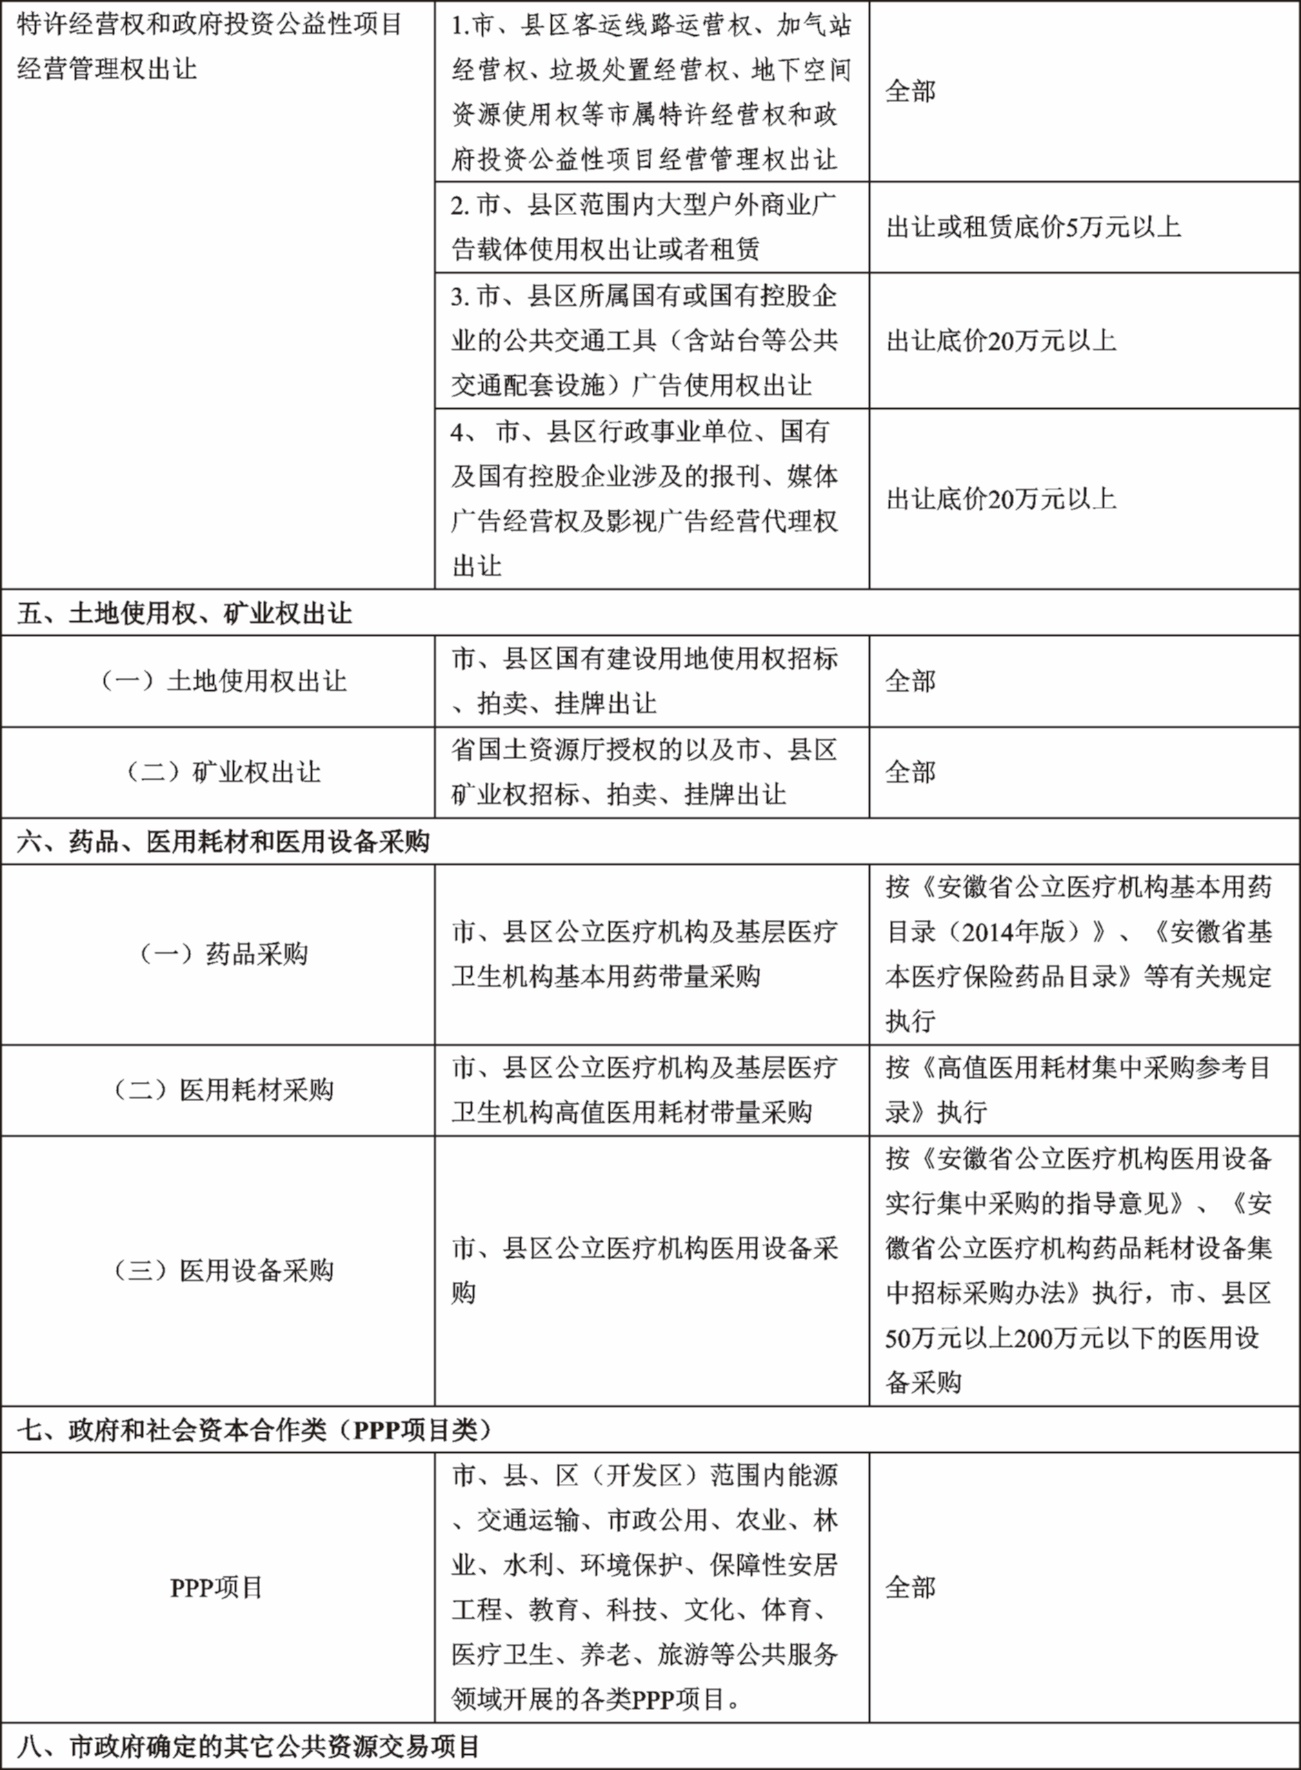 特许经营权和政府投资公益性项目
经营管理权出让
1.市、县区客运线路运营权、加气站
经营权、垃圾处置经营权、地下空间
资源使用权等市属特许经营权和政
府投资公益性项目经营管理权出让
全部
2. 市、县区范围内大型户外商业广
告载体使用权出让或者租赁
出让或租赁底价5万元以上
3. 市、县区所属国有或国有控股企
业的公共交通工具（含站台等公共
交通配套设施）广告使用权出让
出让底价20万元以上
4、 市、县区行政事业单位、国有
及国有控股企业涉及的报刊、媒体
广告经营权及影视广告经营代理权
出让
出让底价20万元以上
五、土地使用权、矿业权出让
（一）土地使用权出让
市、县区国有建设用地使用权招标
、拍卖、挂牌出让
全部
（二）矿业权出让
省国土资源厅授权的以及市、县区
矿业权招标、拍卖、挂牌出让
全部
六、药品、医用耗材和医用设备采购
（一）药品采购
市、县区公立医疗机构及基层医疗
卫生机构基本用药带量采购
按《安徽省公立医疗机构基本用药
目录（2014年版）》、《安徽省基
本医疗保险药品目录》等有关规定
执行
（二）医用耗材采购
市、县区公立医疗机构及基层医疗
卫生机构高值医用耗材带量采购
按《高值医用耗材集中采购参考目
录》执行
（三）医用设备采购
市、县区公立医疗机构医用设备采
购
按《安徽省公立医疗机构医用设备
实行集中采购的指导意见》、《安
徽省公立医疗机构药品耗材设备集
中招标采购办法》执行，市、县区
50万元以上200万元以下的医用设
备采购
七、政府和社会资本合作类（PPP项目类）
PPP项目
市、县、区（开发区）范围内能源
、交通运输、市政公用、农业、林
业、水利、环境保护、保障性安居
工程、教育、科技、文化、体育、
医疗卫生、养老、旅游等公共服务
领域开展的各类PPP项目。
全部
八、市政府确定的其它公共资源交易项目